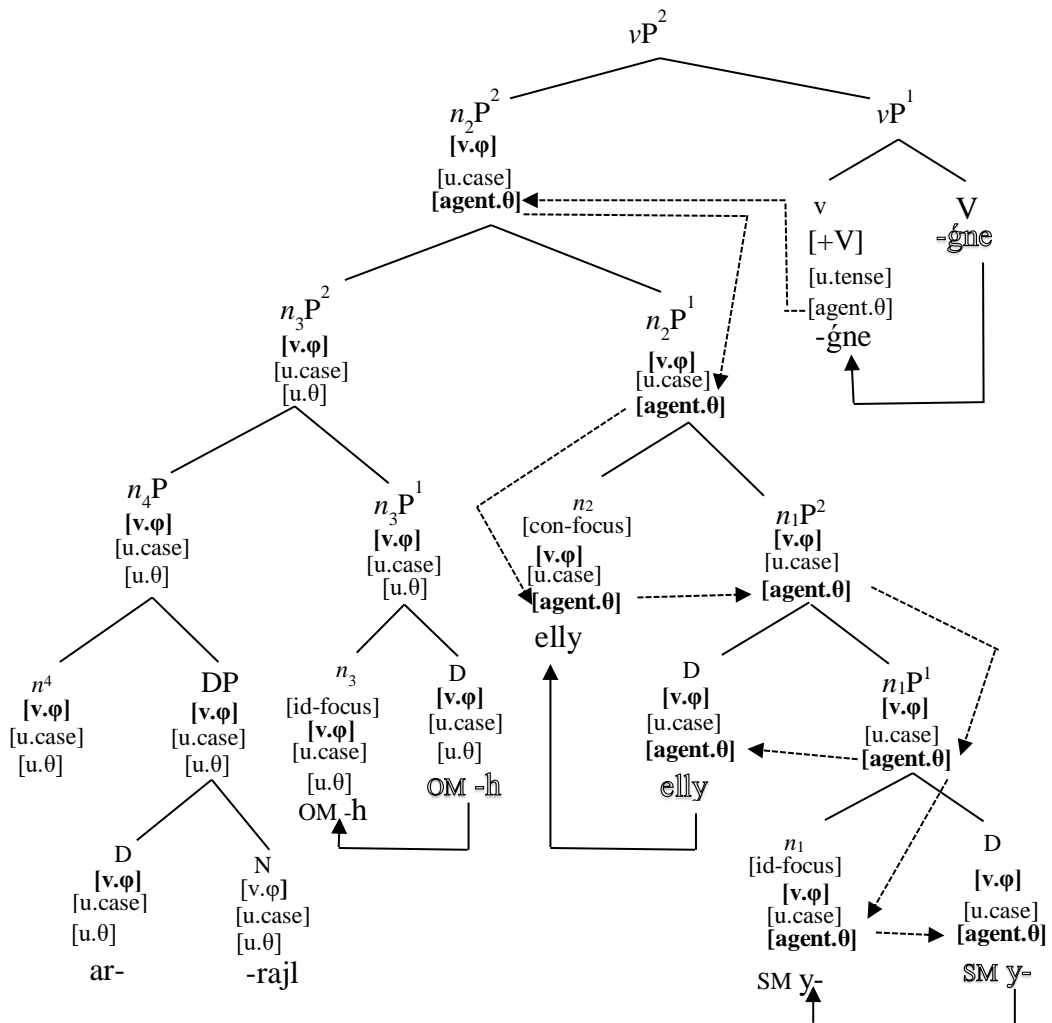 vP²
n₂P²
[v.φ]
[u.case]
[agent.θ]
vP¹
v
[+V]
[u.tense]
[agent.θ]
-ǵne
V
-ǵne
n₃P²
[v.φ]
[u.case]
[u.θ]
n₂P¹
[v.φ]
[u.case]
[agent.θ]
n₄P
[v.φ]
[u.case]
[u.θ]
n₃P¹
[v.φ]
[u.case]
[u.θ]
n₂
[con-focus]
[v.φ]
[u.case]
[agent.θ]
elly
n₁P²
[v.φ]
[u.case]
[agent.θ]
n⁴
[v.φ]
[u.case]
[u.θ]
DP
[v.φ]
[u.case]
[u.θ]
n₃
[id-focus]
[v.φ]
[u.case]
[u.θ]
OM -h
D
[v.φ]
[u.case]
[u.θ]
OM -h
D
[v.φ]
[u.case]
[agent.θ]
elly
n₁P¹
[v.φ]
[u.case]
[agent.θ]
D
[v.φ]
[u.case]
[u.θ]
ar-
N
[v.φ]
[u.case]
[u.θ]
-rajl
n₁
[id-focus]
[v.φ]
[u.case]
[agent.θ]
SM y-
D
[v.φ]
[u.case]
[agent.θ]
SM y-